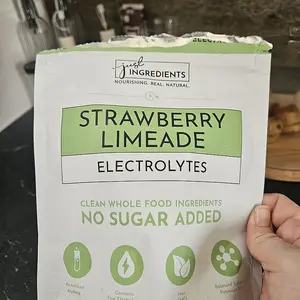 just
INGREDIENTS
NOURISHING. REAL. NATURAL.
STRAWBERRY
LIMEADE
ELECTROLYTES
CLEAN WHOLE FOOD INGREDIENTS
NO SUGAR ADDED